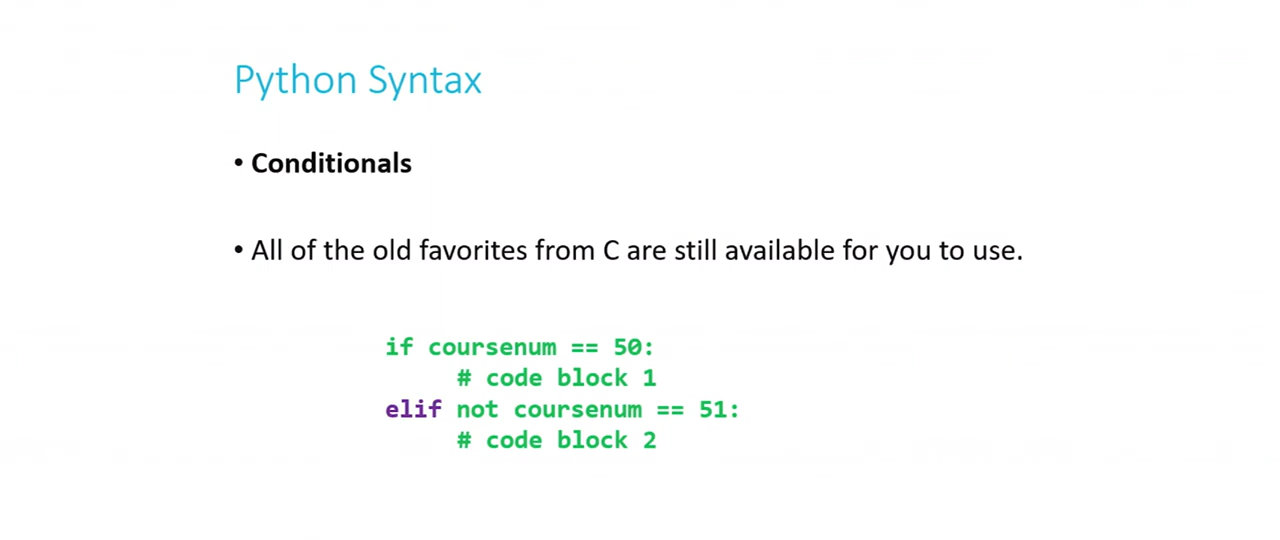 Python Syntax
• Conditionals
• All of the old favorites from C are still available for you to use.
if coursenum == 50:
     # code block 1
elif not coursenum == 51:
     # code block 2